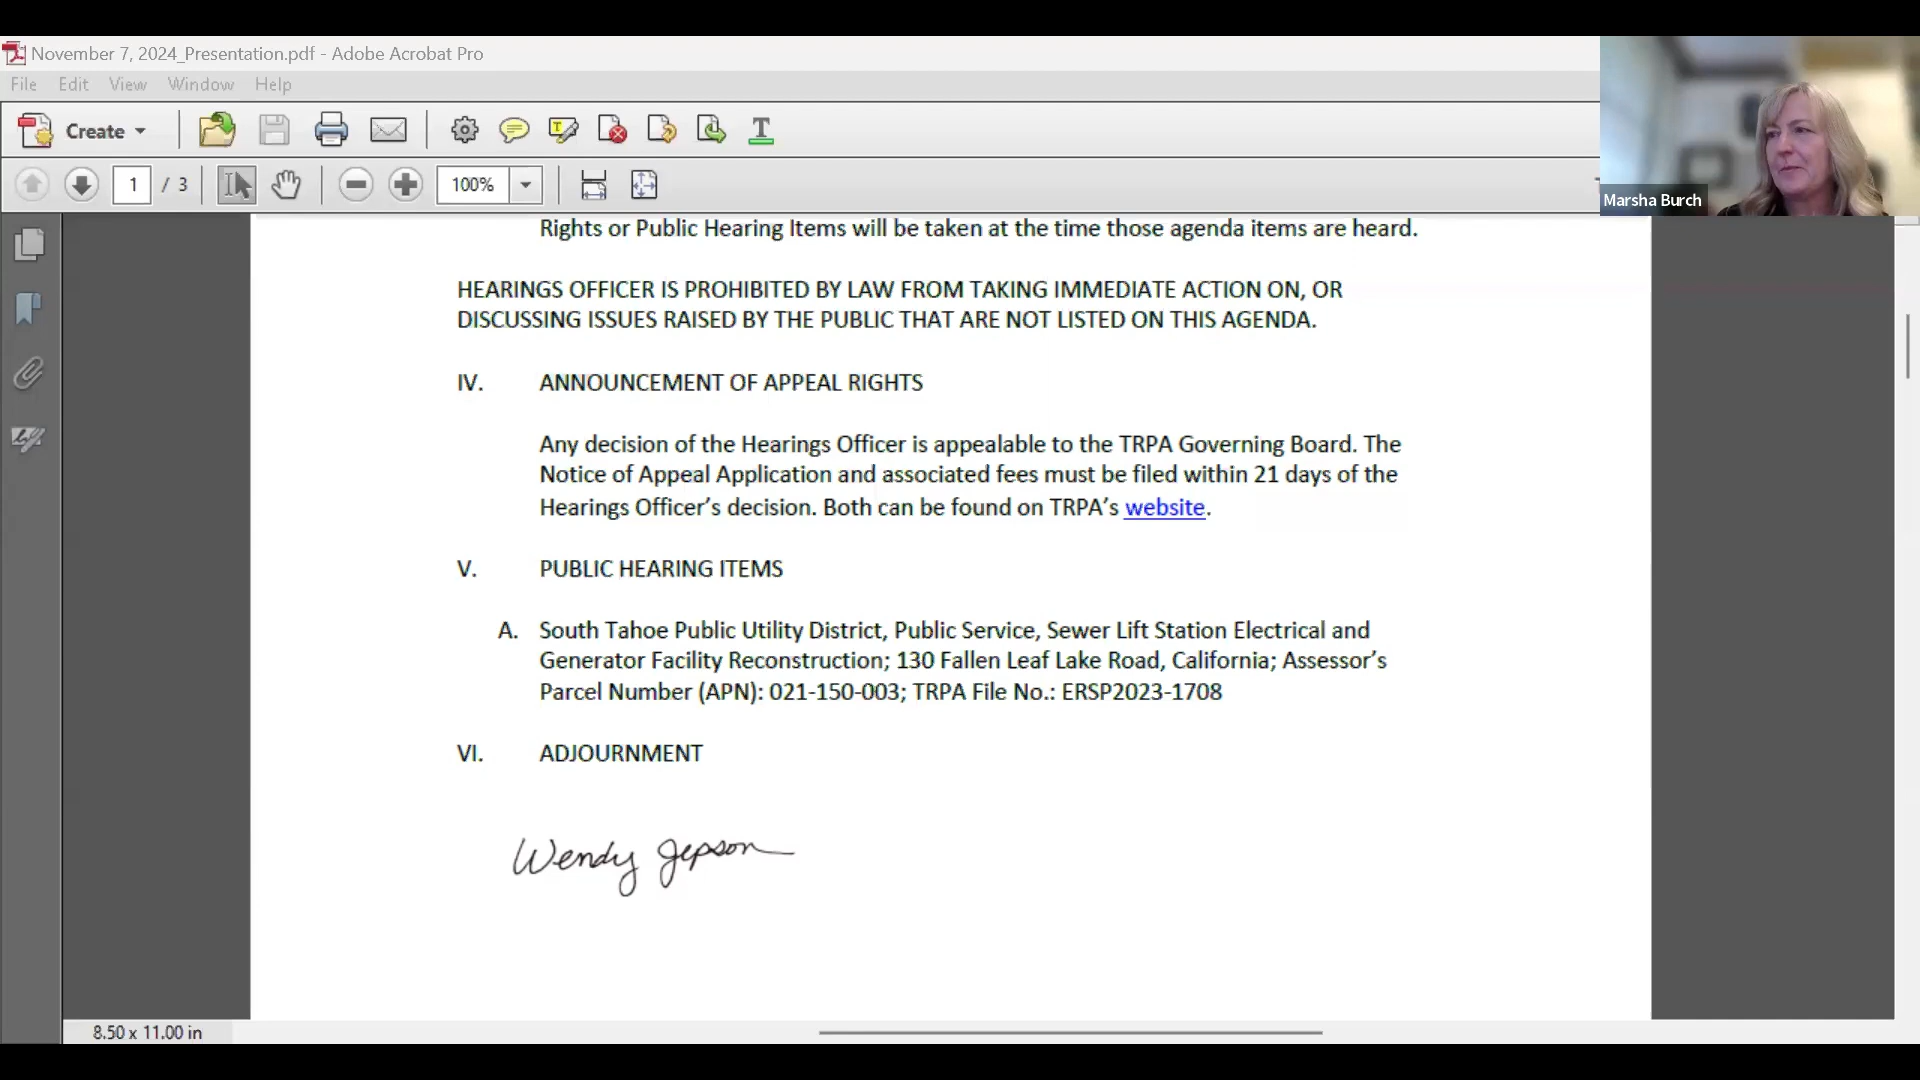 November 7, 2024_Presentation.pdf - Adobe Acrobat Pro
File Edit View Window Help
Create
1 / 3 100%
Marsha Burch
Rights or Public Hearing Items will be taken at the time those agenda items are heard.
HEARINGS OFFICER IS PROHIBITED BY LAW FROM TAKING IMMEDIATE ACTION ON, OR
DISCUSSING ISSUES RAISED BY THE PUBLIC THAT ARE NOT LISTED ON THIS AGENDA.
IV. ANNOUNCEMENT OF APPEAL RIGHTS
Any decision of the Hearings Officer is appealable to the TRPA Governing Board. The
Notice of Appeal Application and associated fees must be filed within 21 days of the
Hearings Officer’s decision. Both can be found on TRPA’s website.
V. PUBLIC HEARING ITEMS
A. South Tahoe Public Utility District, Public Service, Sewer Lift Station Electrical and
Generator Facility Reconstruction; 130 Fallen Leaf Lake Road, California; Assessor’s
Parcel Number (APN): 021-150-003; TRPA File No.: ERSP2023-1708
VI. ADJOURNMENT
Wendy Jepson
8.50 x 11.00 in